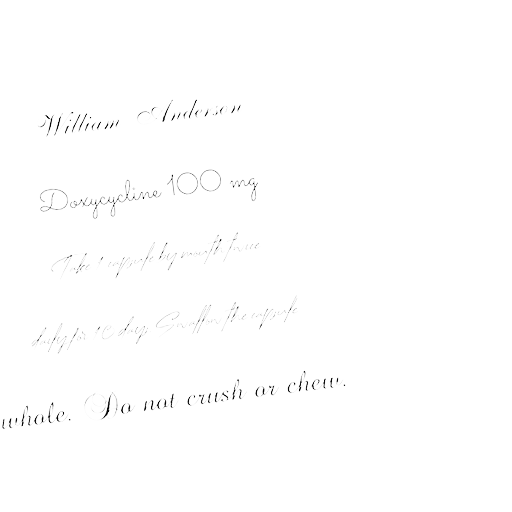 William Anderson
Doxycycline 100 mg
Take 1 capsule by mouth twice
daily for 10 days. Swallow the capsule
whole. Do not crush or chew.